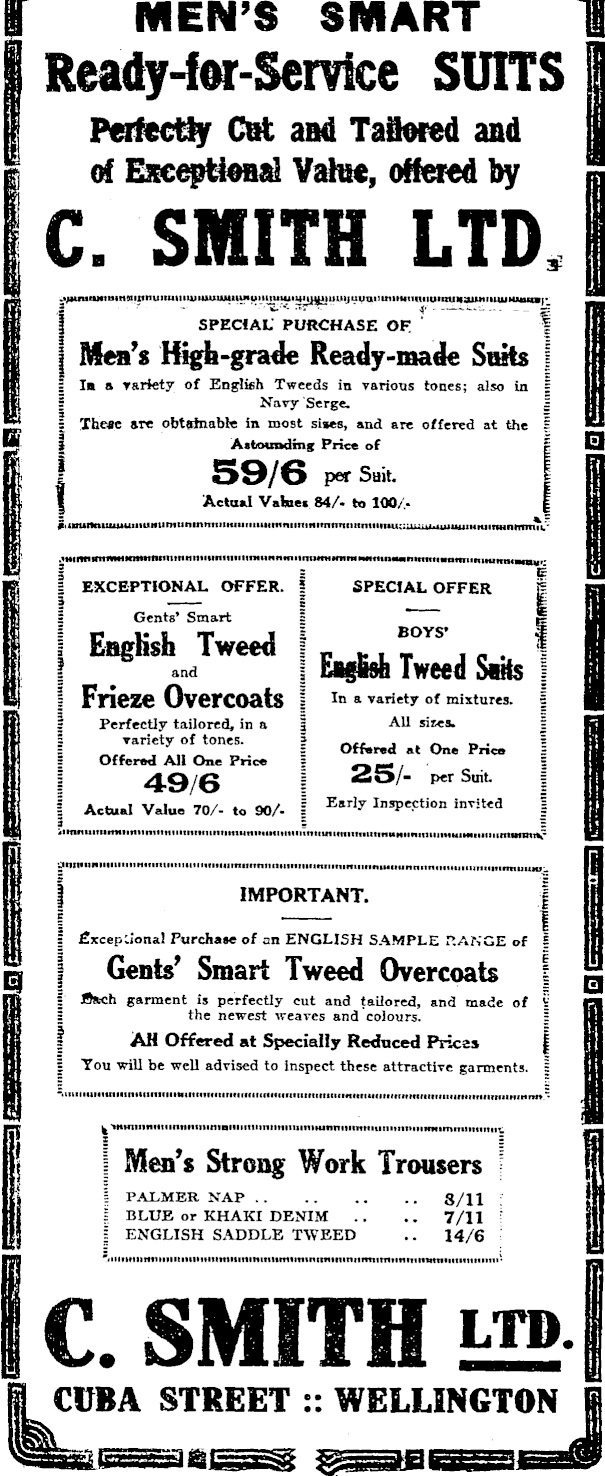 MEN'S SMART
Ready-for-Service SUITS
Perfectly Cut and Tailored and
of Exceptional Value, offered by
C. SMITH LTD.
SPECIAL PURCHASE OF
Men's High-grade Ready-made Suits
In a variety of English Tweeds in various tones; also in
Navy Serge.
These are obtainable in most sizes, and are offered at the
Astounding Price of
59/6 per Suit.
Actual Values 84/- to 100/-
EXCEPTIONAL OFFER.
Gents' Smart
English Tweed
and
Frieze Overcoats
Perfectly tailored, in a
variety of tones.
Offered All One Price
49/6
Actual Value 70/- to 90/-
SPECIAL OFFER
BOYS'
English Tweed Suits
In a variety of mixtures.
All sizes.
Offered at One Price
25/- per Suit.
Early Inspection invited
IMPORTANT.
Exceptional Purchase of an ENGLISH SAMPLE RANGE of
Gents' Smart Tweed Overcoats
Each garment is perfectly cut and tailored, and made of
the newest weaves and colours.
All Offered at Specially Reduced Prices
You will be well advised to inspect these attractive garments.
Men's Strong Work Trousers
PALMER NAP .. .. .. .. 8/11
BLUE or KHAKI DENIM .. .. 7/11
ENGLISH SADDLE TWEED .. 14/6
C. SMITH LTD.
CUBA STREET :: WELLINGTON